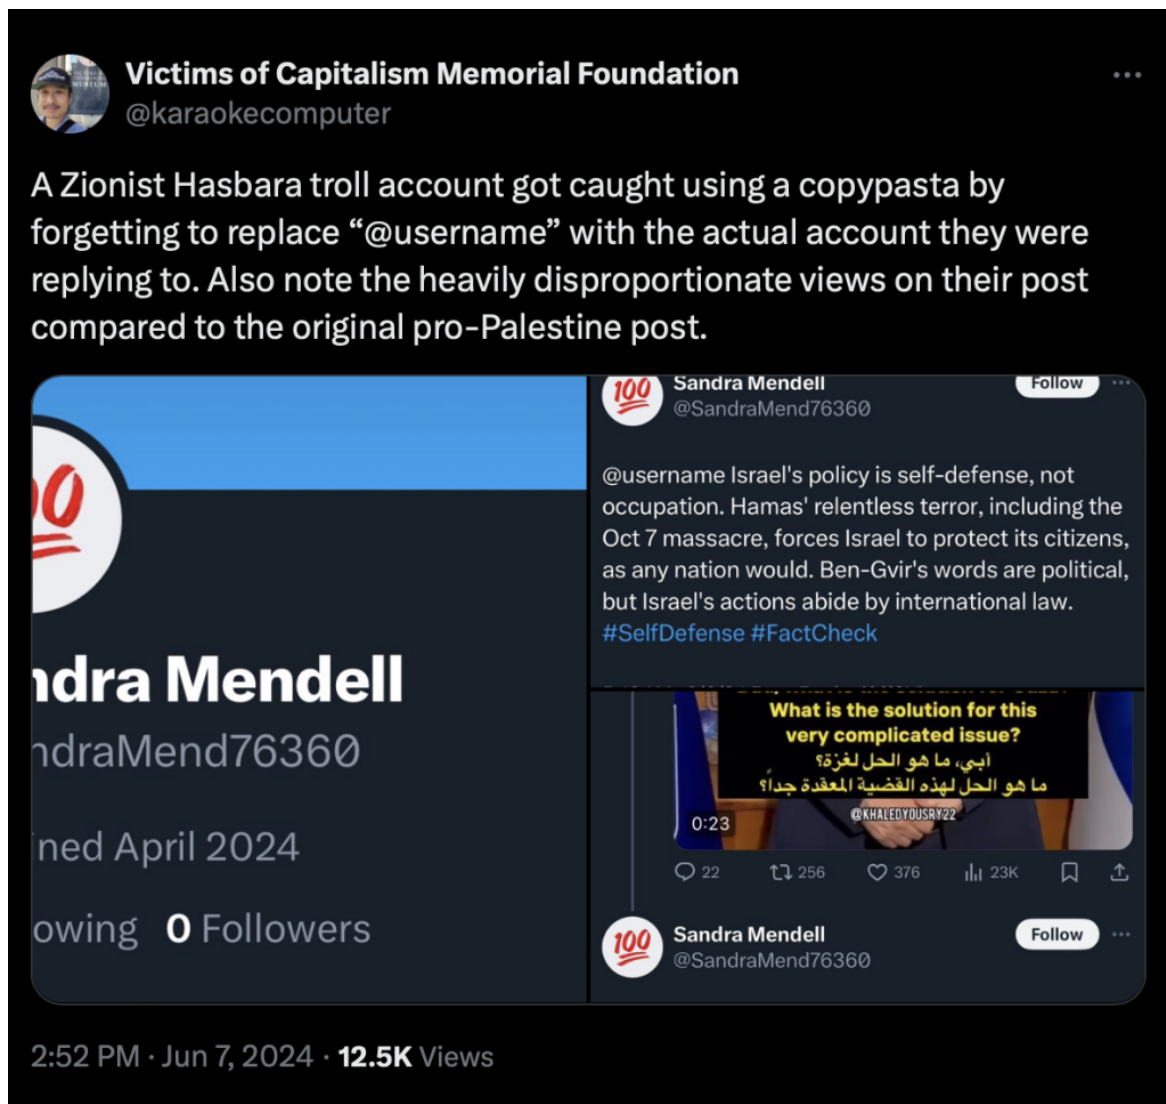 Victims of Capitalism Memorial Foundation
@karaokecomputer
A Zionist Hasbara troll account got caught using a copypasta by
forgetting to replace “@username” with the actual account they were
replying to. Also note the heavily disproportionate views on their post
compared to the original pro-Palestine post.
ndra Mendell
ndraMend76360
ned April 2024
owing 0 Followers
100
Sandra Mendell
Follow
@SandraMend76360
@username Israel's policy is self-defense, not
occupation. Hamas' relentless terror, including the
Oct 7 massacre, forces Israel to protect its citizens,
as any nation would. Ben-Gvir's words are political,
but Israel's actions abide by international law.
#SelfDefense #FactCheck
What is the solution for this
very complicated issue?
أبي، ما هو الحل لغزة؟
ما هو الحل لهذه القضية المعقدة جداً؟
@KHALEDYOUSRY22
0:23
22 256 376 23K
100
Sandra Mendell
Follow
@SandraMend76360
2:52 PM · Jun 7, 2024 · 12.5K Views